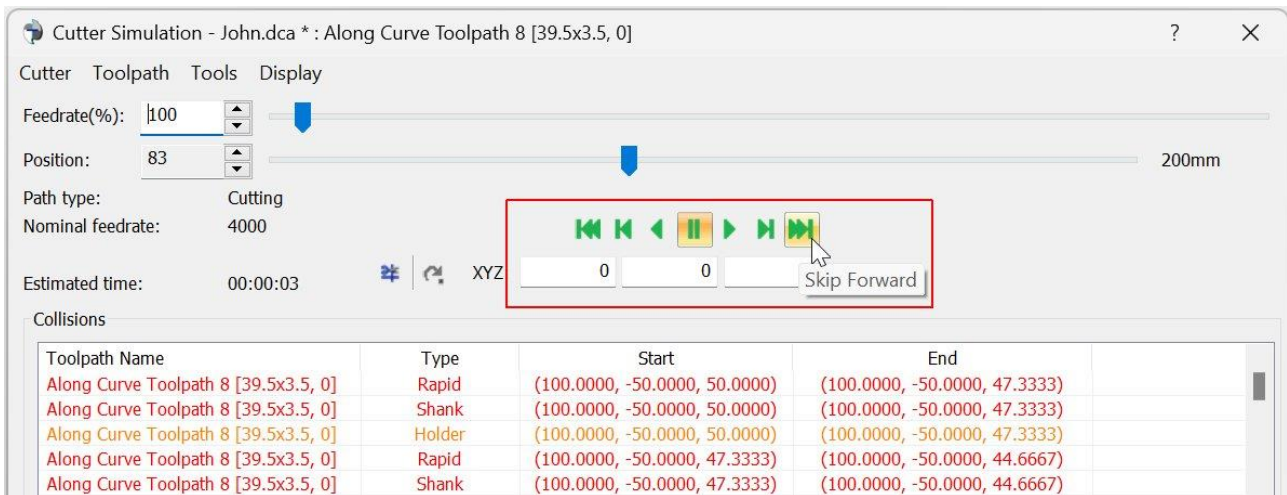 Cutter Simulation - John.dca * : Along Curve Toolpath 8 [39.5x3.5, 0] ?
Cutter Toolpath Tools Display
Feedrate(%): 100
Position: 83 200mm
Path type: Cutting
Nominal feedrate: 4000
Estimated time: 00:00:03 XYZ 0 0
Skip Forward
Collisions
Toolpath Name Type Start End
Along Curve Toolpath 8 [39.5x3.5, 0] Rapid (100.0000, -50.0000, 50.0000) (100.0000, -50.0000, 47.3333)
Along Curve Toolpath 8 [39.5x3.5, 0] Shank (100.0000, -50.0000, 50.0000) (100.0000, -50.0000, 47.3333)
Along Curve Toolpath 8 [39.5x3.5, 0] Holder (100.0000, -50.0000, 50.0000) (100.0000, -50.0000, 47.3333)
Along Curve Toolpath 8 [39.5x3.5, 0] Rapid (100.0000, -50.0000, 47.3333) (100.0000, -50.0000, 44.6667)
Along Curve Toolpath 8 [39.5x3.5, 0] Shank (100.0000, -50.0000, 47.3333) (100.0000, -50.0000, 44.6667)